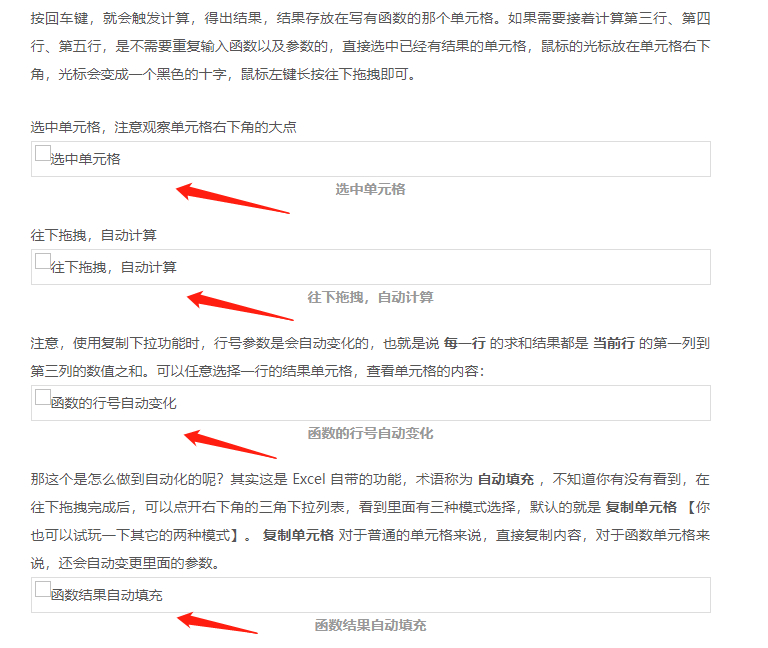 按回车键，就会触发计算，得出结果，结果存放在写有函数的那个单元格。如果需要接着计算第三行、第四
行、第五行，是不需要重复输入函数以及参数的，直接选中已经有结果的单元格，鼠标的光标放在单元格右下
角，光标会变成一个黑色的十字，鼠标左键长按往下拖拽即可。
选中单元格，注意观察单元格右下角的大点
选中单元格
选中单元格
往下拖拽，自动计算
往下拖拽，自动计算
往下拖拽，自动计算
注意，使用复制下拉功能时，行号参数是会自动变化的，也就是说 每一行 的求和结果都是 当前行 的第一列到
第三列的数值之和。可以任意选择一行的结果单元格，查看单元格的内容：
函数的行号自动变化
函数的行号自动变化
那这个是怎么做到自动化的呢？其实这是 Excel 自带的功能，术语称为 自动填充 ，不知道你有没有看到，在
往下拖拽完成后，可以点开右下角的三角下拉列表，看到里面有三种模式选择，默认的就是 复制单元格 【你
也可以试玩一下其它的两种模式】。 复制单元格 对于普通的单元格来说，直接复制内容，对于函数单元格来
说，还会自动变更里面的参数。
函数结果自动填充
函数结果自动填充